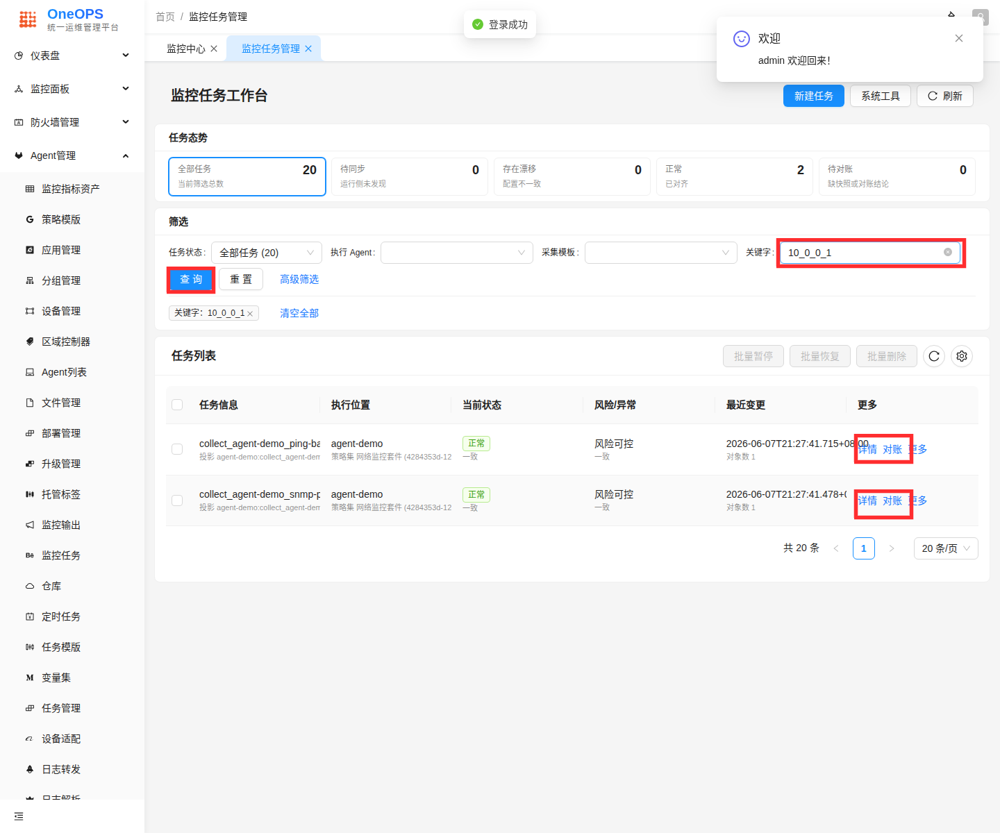 OneOPS
统一运维管理平台
首页 / 监控任务管理
登录成功
欢迎
admin 欢迎回来!
监控中心
监控任务管理
仪表盘
监控面板
防火墙管理
Agent管理
监控指标资产
策略模版
应用管理
分组管理
设备管理
区域控制器
Agent列表
文件管理
部署管理
升级管理
托管标签
监控输出
监控任务
仓库
定时任务
任务模版
变量集
任务管理
设备适配
日志转发
日志解析
监控任务工作台
新建任务 系统工具 刷新
任务态势
全部任务 20
当前筛选总数
待同步 0
运行侧未发现
存在漂移 0
配置不一致
正常 2
已对齐
待对账 0
缺快照或对账结论
筛选
任务状态: 全部任务 (20) 执行 Agent: 采集模板: 关键字: 10_0_0_1
查 询 重 置 高级筛选
关键字: 10_0_0_1 清空全部
任务列表 批量暂停 批量恢复 批量删除
任务信息 执行位置 当前状态 风险/异常 最近变更 更多
collect_agent-demo_ping-ba agent-demo 正常 风险可控 2026-06-07T21:27:41.715+08:00 详情 对账 更多
投影 agent-demo:collect_agent-dem 策略集 网络监控套件 (4284353d-12 一致 一致 对象数 1
collect_agent-demo_snmp-p agent-demo 正常 风险可控 2026-06-07T21:27:41.478+0 详情 对账 更多
投影 agent-demo:collect_agent-dem 策略集 网络监控套件 (4284353d-12 一致 一致 对象数 1
共 20 条 1 20 条/页